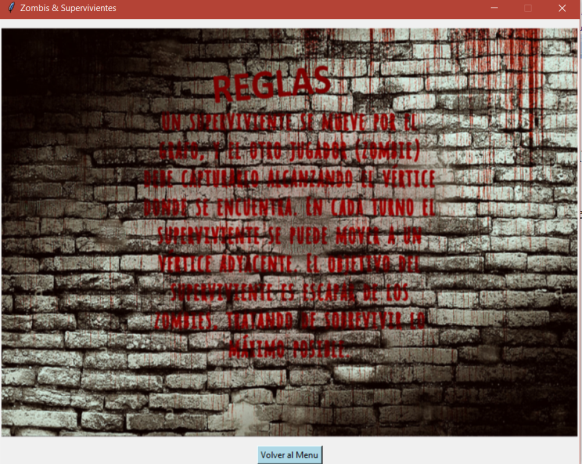 Zombis & Supervivientes
REGLAS
UN SUPERVIVIENTE SE MUEVE POR EL
GRAFO, Y EL OTRO JUGADOR (ZOMBIE)
DEBE CAPTURARLO ALCANZANDO EL VERTICE
DONDE SE ENCUENTRA. EN CADA TURNO EL
SUPERVIVIENTE SE PUEDE MOVER A UN
VERTICE ADYACENTE. EL OBJETIVO DEL
SUPERVIVIENTE ES ESCAPAR DE LOS
ZOMBIES, TRATANDO DE SOBREVIVIR LO
MÁXIMO POSIBLE.
Volver al Menu